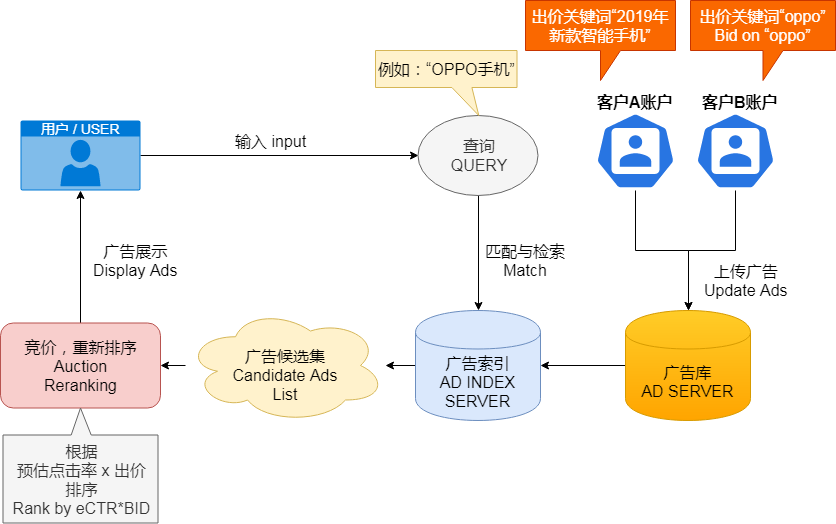 出价关键词“2019年
新款智能手机”
出价关键词“oppo”
Bid on “oppo”
例如：“OPPO手机”
客户A账户
客户B账户
用户 / USER
输入 input
查询
QUERY
广告展示
Display Ads
匹配与检索
Match
上传广告
Update Ads
竞价，重新排序
Auction
Reranking
广告候选集
Candidate Ads
List
广告索引
AD INDEX
SERVER
广告库
AD SERVER
根据
预估点击率 x 出价
排序
Rank by eCTR*BID